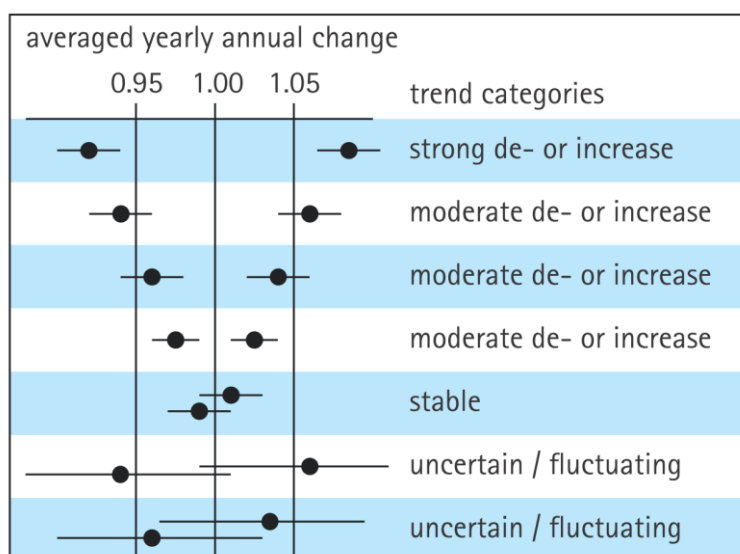 averaged yearly annual change
0.95 1.00 1.05 trend categories
strong de- or increase
moderate de- or increase
moderate de- or increase
moderate de- or increase
stable
uncertain / fluctuating
uncertain / fluctuating